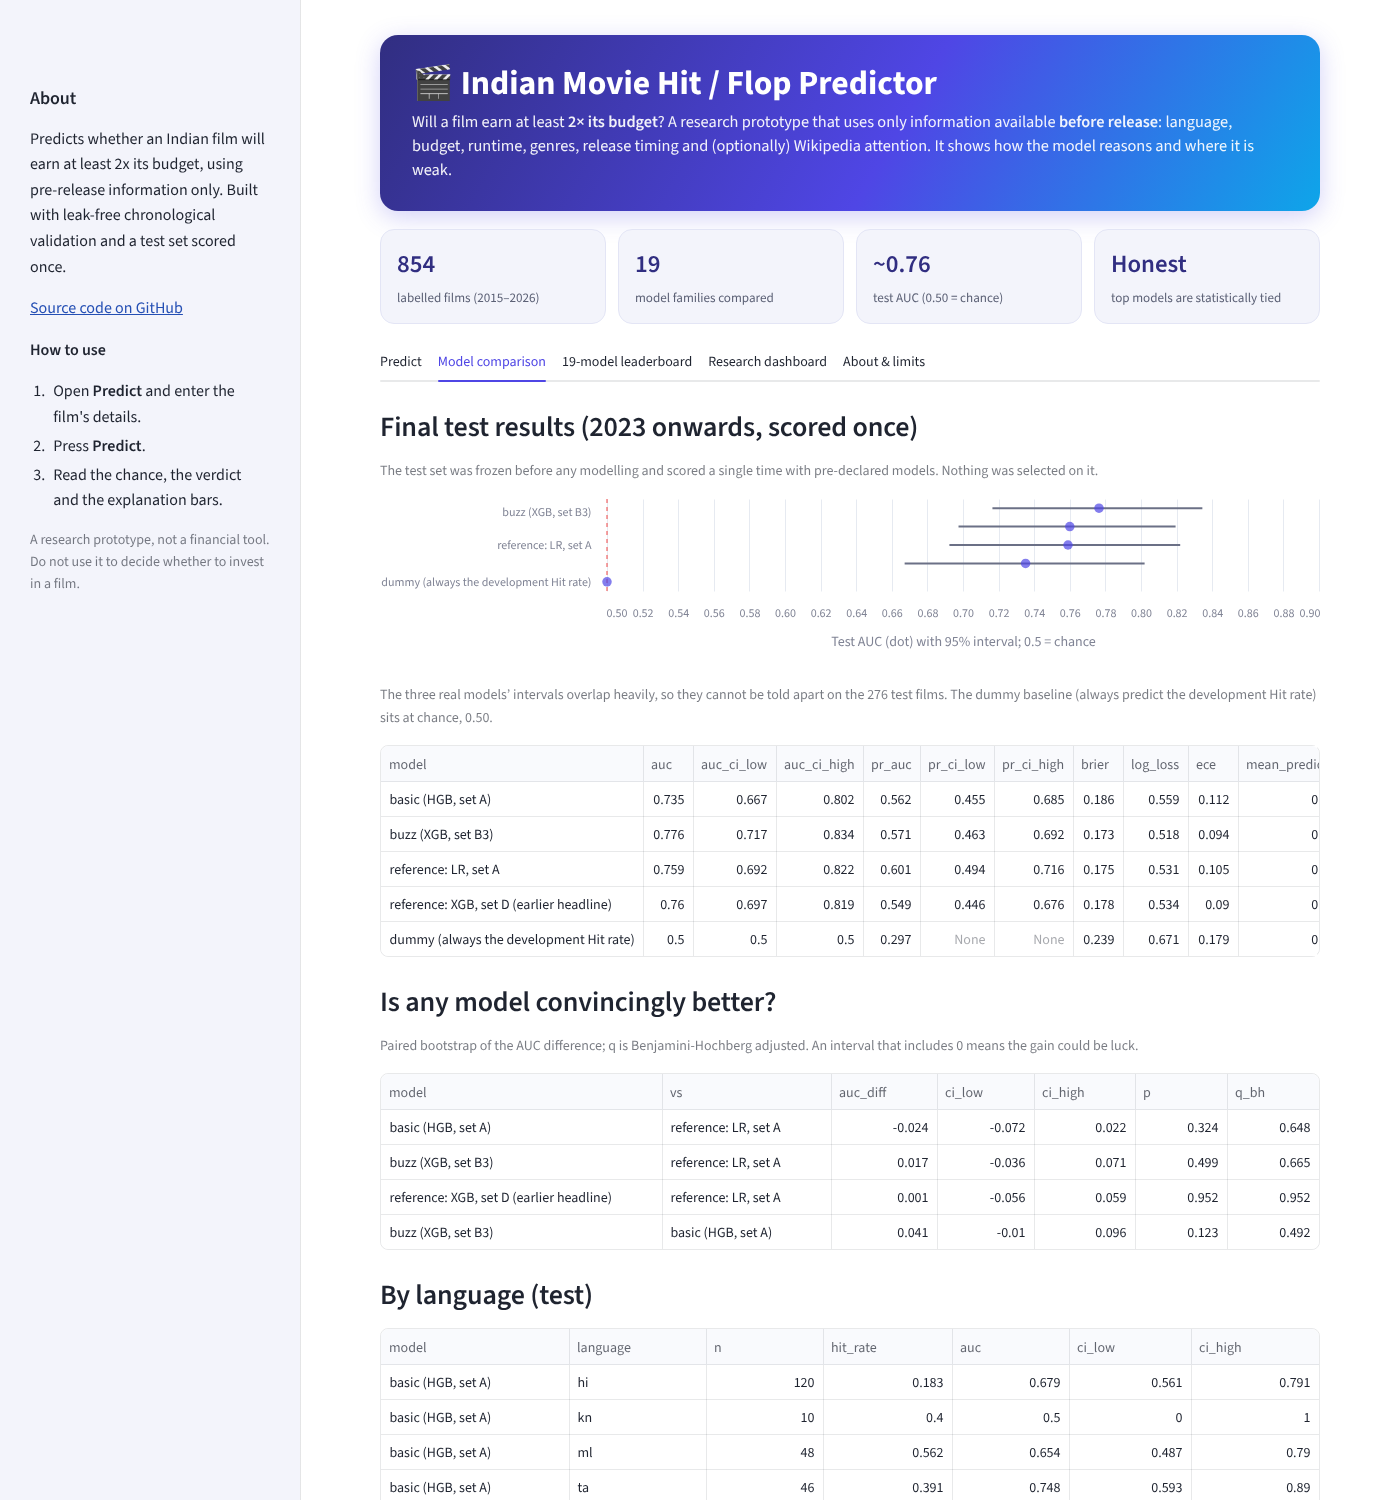 About
Predicts whether an Indian film will
earn at least 2x its budget, using
pre-release information only. Built
with leak-free chronological
validation and a test set scored
once.
Source code on GitHub
How to use
1. Open Predict and enter the
film's details.
2. Press Predict.
3. Read the chance, the verdict
and the explanation bars.
A research prototype, not a financial tool.
Do not use it to decide whether to invest
in a film.
🎬 Indian Movie Hit / Flop Predictor
Will a film earn at least 2× its budget? A research prototype that uses only information available before release: language,
budget, runtime, genres, release timing and (optionally) Wikipedia attention. It shows how the model reasons and where it is
weak.
854 19 ~0.76 Honest
labelled films (2015–2026) model families compared test AUC (0.50 = chance) top models are statistically tied
Predict Model comparison 19-model leaderboard Research dashboard About & limits
Final test results (2023 onwards, scored once)
The test set was frozen before any modelling and scored a single time with pre-declared models. Nothing was selected on it.
buzz (XGB, set B3)
reference: LR, set A
dummy (always the development Hit rate)
0.50 0.52 0.54 0.56 0.58 0.60 0.62 0.64 0.66 0.68 0.70 0.72 0.74 0.76 0.78 0.80 0.82 0.84 0.86 0.88 0.90
Test AUC (dot) with 95% interval; 0.5 = chance
The three real models' intervals overlap heavily, so they cannot be told apart on the 276 test films. The dummy baseline (always predict the development Hit rate)
sits at chance, 0.50.
model auc auc_ci_low auc_ci_high pr_auc pr_ci_low pr_ci_high brier log_loss ece mean_predic
basic (HGB, set A) 0.735 0.667 0.802 0.562 0.455 0.685 0.186 0.559 0.112 0
buzz (XGB, set B3) 0.776 0.717 0.834 0.571 0.463 0.692 0.173 0.518 0.094 0
reference: LR, set A 0.759 0.692 0.822 0.601 0.494 0.716 0.175 0.531 0.105 0
reference: XGB, set D (earlier headline) 0.76 0.697 0.819 0.549 0.446 0.676 0.178 0.534 0.09 0
dummy (always the development Hit rate) 0.5 0.5 0.5 0.297 None None 0.239 0.671 0.179 0
Is any model convincingly better?
Paired bootstrap of the AUC difference; q is Benjamini-Hochberg adjusted. An interval that includes 0 means the gain could be luck.
model vs auc_diff ci_low ci_high p q_bh
basic (HGB, set A) reference: LR, set A -0.024 -0.072 0.022 0.324 0.648
buzz (XGB, set B3) reference: LR, set A 0.017 -0.036 0.071 0.499 0.665
reference: XGB, set D (earlier headline) reference: LR, set A 0.001 -0.056 0.059 0.952 0.952
buzz (XGB, set B3) basic (HGB, set A) 0.041 -0.01 0.096 0.123 0.492
By language (test)
model language n hit_rate auc ci_low ci_high
basic (HGB, set A) hi 120 0.183 0.679 0.561 0.791
basic (HGB, set A) kn 10 0.4 0.5 0 1
basic (HGB, set A) ml 48 0.562 0.654 0.487 0.79
basic (HGB, set A) ta 46 0.391 0.748 0.593 0.89